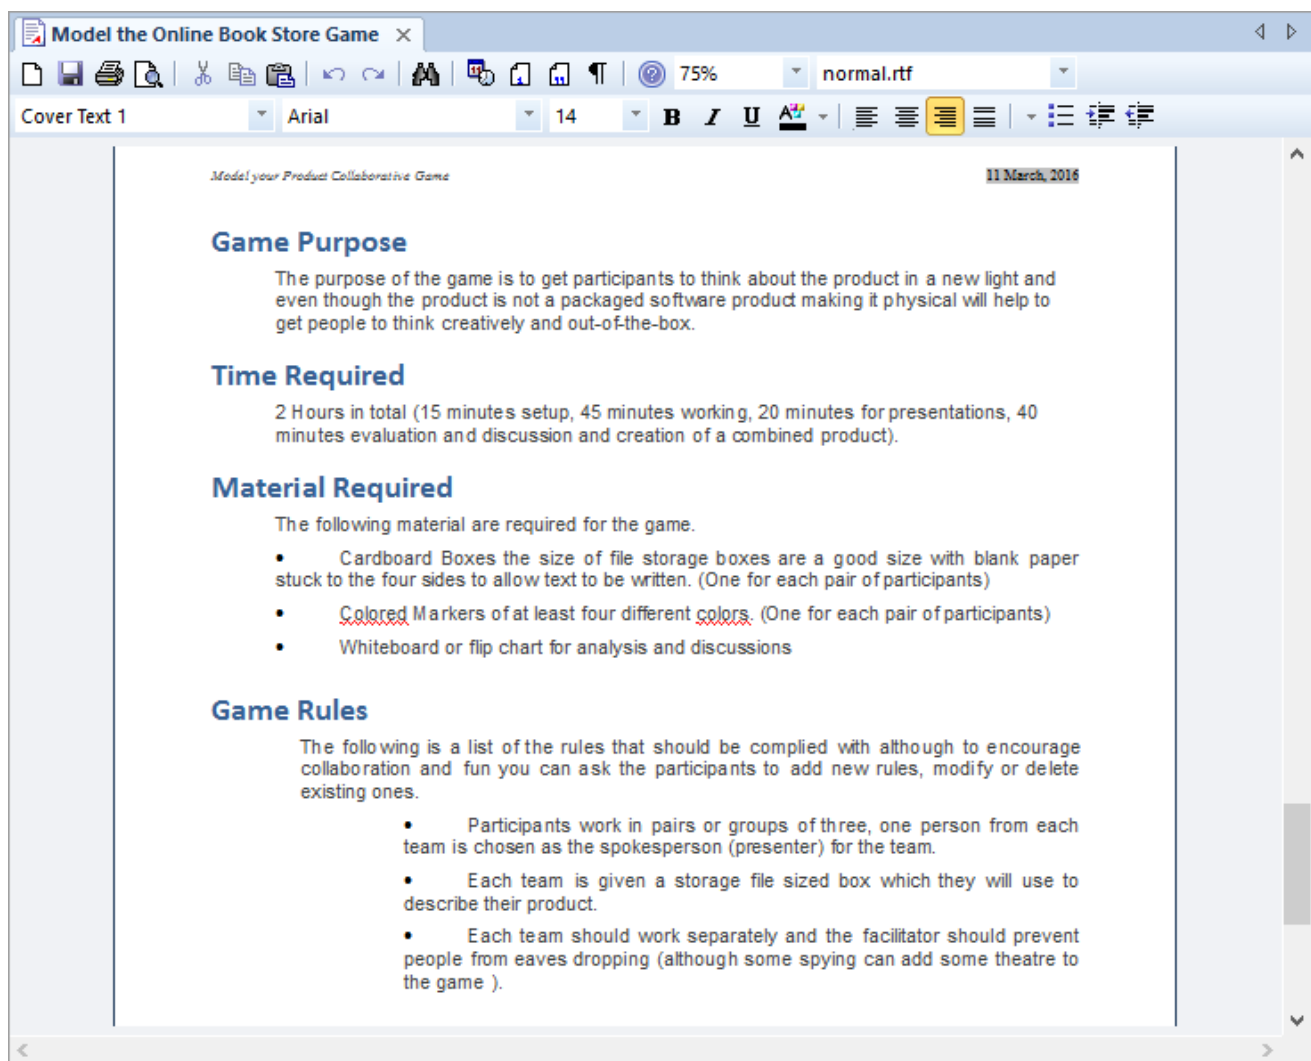 Model the Online Book Store Game
75% normal.rtf
Cover Text 1 Arial 14 B I U
Model your Product Collaborative Game 11 March, 2016
Game Purpose
The purpose of the game is to get participants to think about the product in a new light and
even though the product is not a packaged software product making it physical will help to
get people to think creatively and out-of-the-box.
Time Required
2 Hours in total (15 minutes setup, 45 minutes working, 20 minutes for presentations, 40
minutes evaluation and discussion and creation of a combined product).
Material Required
The following material are required for the game.
• Cardboard Boxes the size of file storage boxes are a good size with blank paper
stuck to the four sides to allow text to be written. (One for each pair of participants)
• Colored Markers of at least four different colors. (One for each pair of participants)
• Whiteboard or flip chart for analysis and discussions
Game Rules
The following is a list of the rules that should be complied with although to encourage
collaboration and fun you can ask the participants to add new rules, modify or delete
existing ones.
• Participants work in pairs or groups of three, one person from each
team is chosen as the spokesperson (presenter) for the team.
• Each team is given a storage file sized box which they will use to
describe their product.
• Each team should work separately and the facilitator should prevent
people from eaves dropping (although some spying can add some theatre to
the game ).